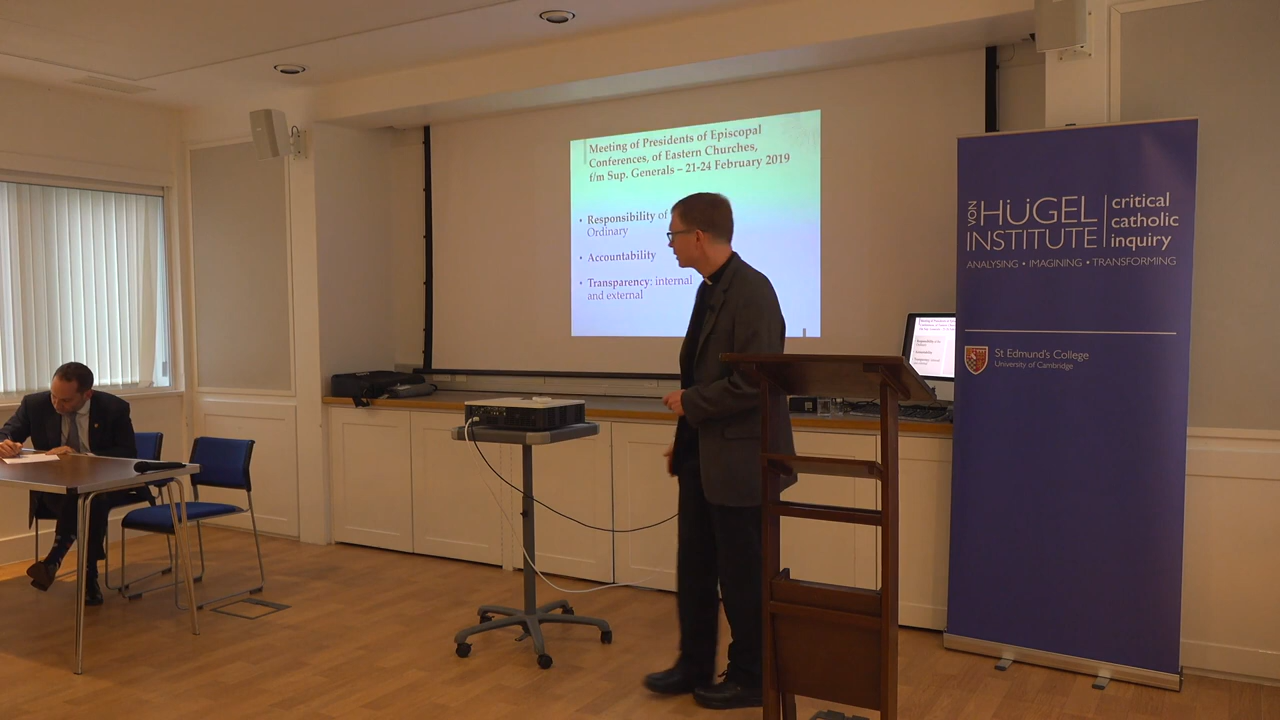 Meeting of Presidents of Episcopal
Conferences, of Eastern Churches,
f/m Sup. Generals – 21-24 February 2019
• Responsibility of
Ordinary
• Accountability
• Transparency: internal
and external
VON HÜGEL
INSTITUTE
critical
catholic
inquiry
ANALYSING • IMAGINING • TRANSFORMING
St Edmund's College
University of Cambridge